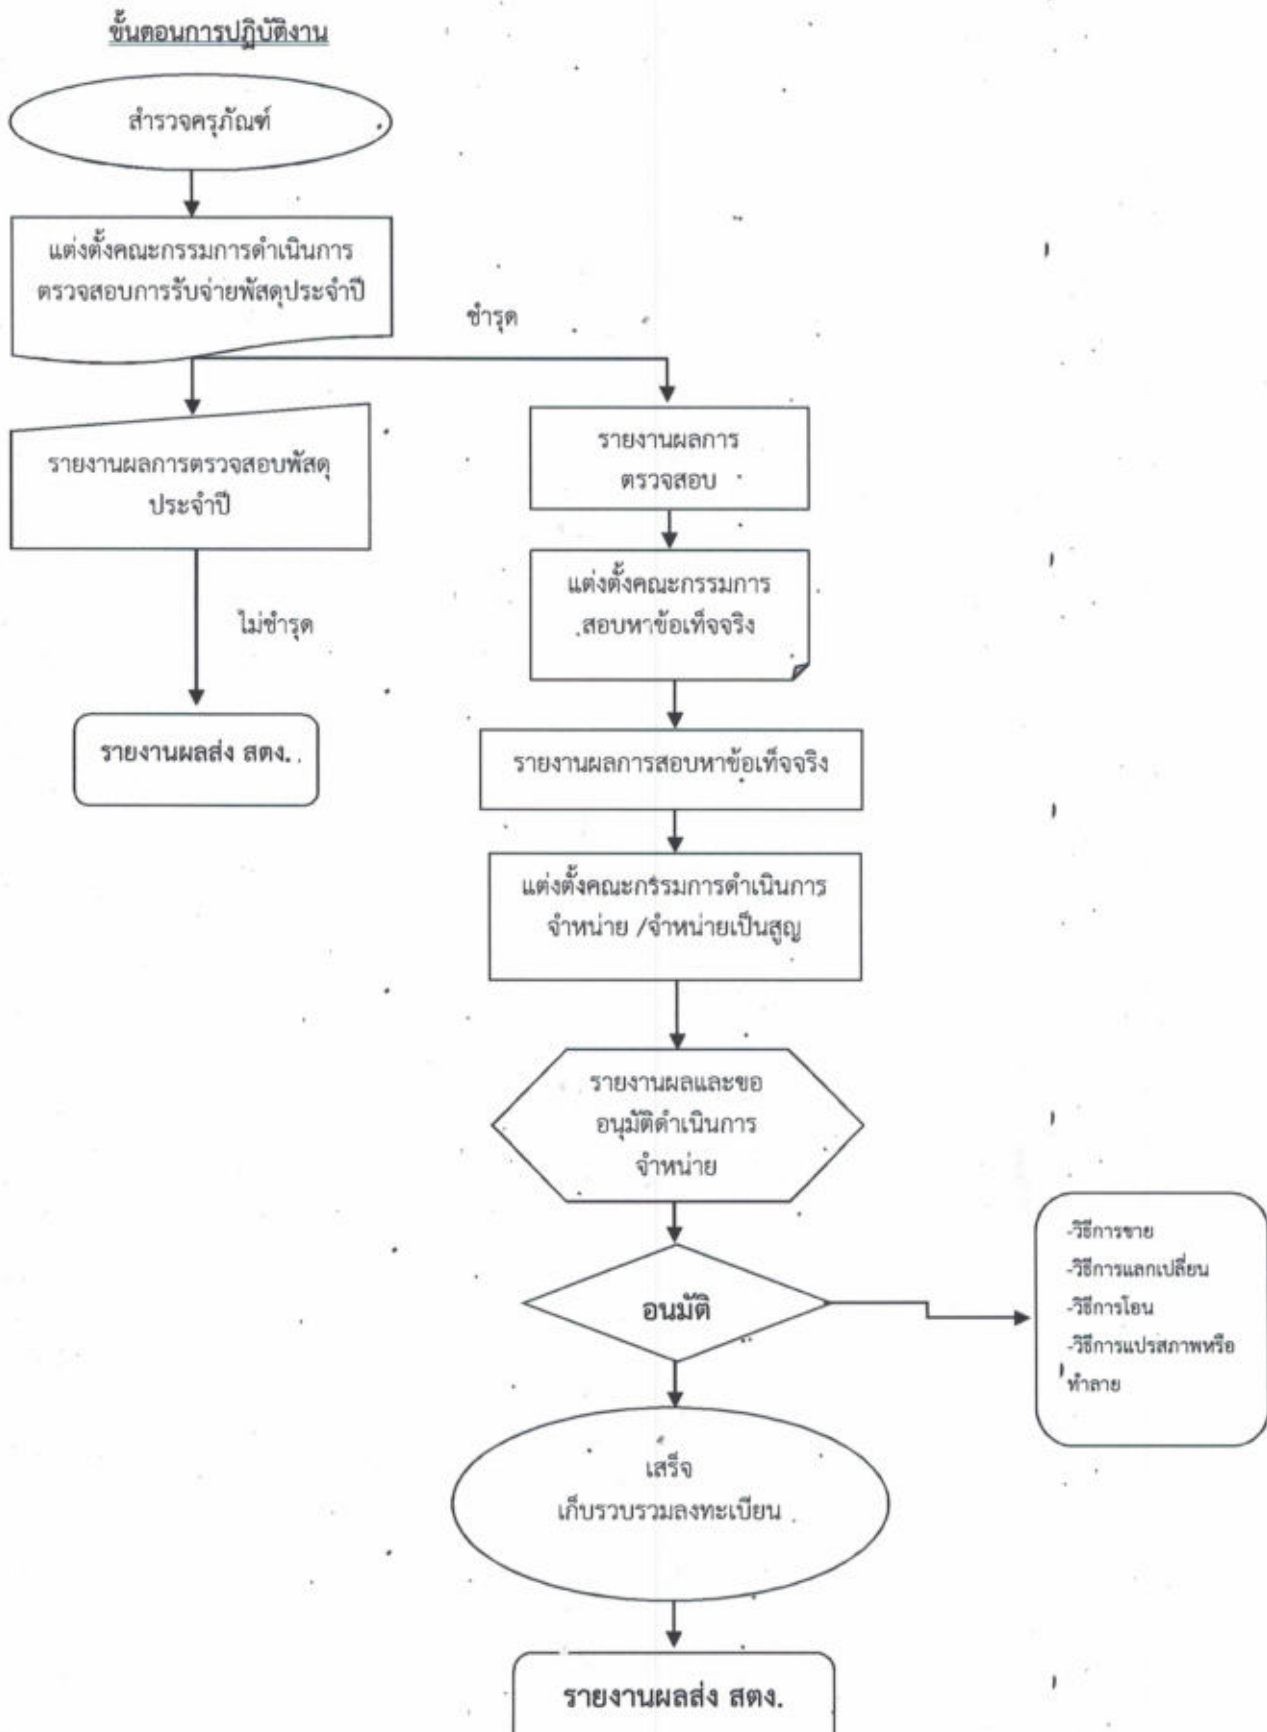 ขั้นตอนการปฏิบัติงาน
สำรวจครุภัณฑ์
แต่งตั้งคณะกรรมการดำเนินการ
ตรวจสอบการรับจ่ายพัสดุประจำปี
ชำรุด
รายงานผลการตรวจสอบพัสดุ
ประจำปี
รายงานผลการ
ตรวจสอบ
แต่งตั้งคณะกรรมการ
สอบหาข้อเท็จจริง
ไม่ชำรุด
รายงานผลส่ง สตง.
รายงานผลการสอบหาข้อเท็จจริง
แต่งตั้งคณะกรรมการดำเนินการ
จำหน่าย /จำหน่ายเป็นสูญ
รายงานผลและขอ
อนุมัติดำเนินการ
จำหน่าย
อนมัติ
-วิธีการขาย
-วิธีการแลกเปลี่ยน
-วิธีการโอน
-วิธีการแปรสภาพหรือ
ทำลาย
เสร็จ
เก็บรวบรวมลงทะเบียน
รายงานผลส่ง สตง.